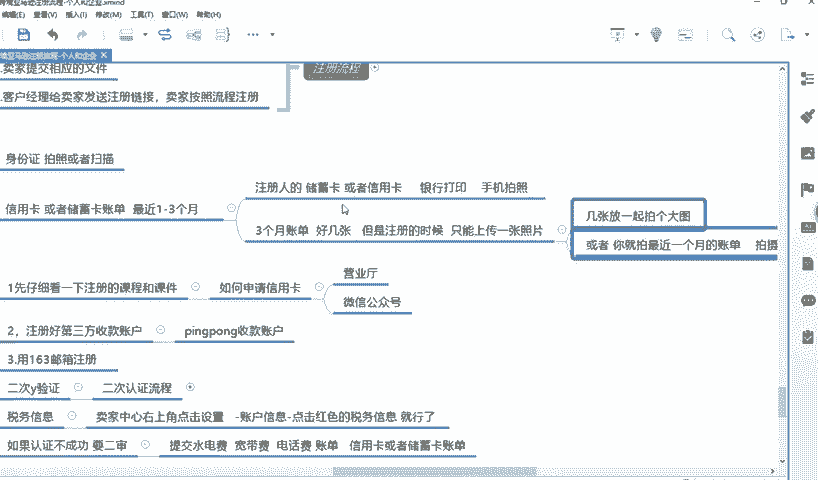 亚马逊注册流程-个人和企业.xmind
编辑(E) 查看(V) 插入(I) 修改(M) 工具(T) 窗口(W) 帮助(H)
.卖家提交相应的文件
注册流程
.客户经理给卖家发送注册链接，卖家按照流程注册
身份证 拍照或者扫描
注册人的 储蓄卡 或者信用卡 银行打印 手机拍照
信用卡 或者储蓄卡账单 最近1-3个月
几张放一起拍个大图
3个月账单 好几张 但是注册的时候 只能上传一张照片
或者 你就拍最近一个月的账单 拍摄
营业厅
1先仔细看一下注册的课程和课件
如何申请信用卡
微信公众号
2，注册好第三方收款账户
pingpong收款账户
3.用163邮箱注册
二次y验证
二次认证流程
税务信息
卖家中心右上角点击设置 -账户信息-点击红色的税务信息 就行了
如果认证不成功 要二审
提交水电费 宽带费 电话费 账单 信用卡或者储蓄卡账单